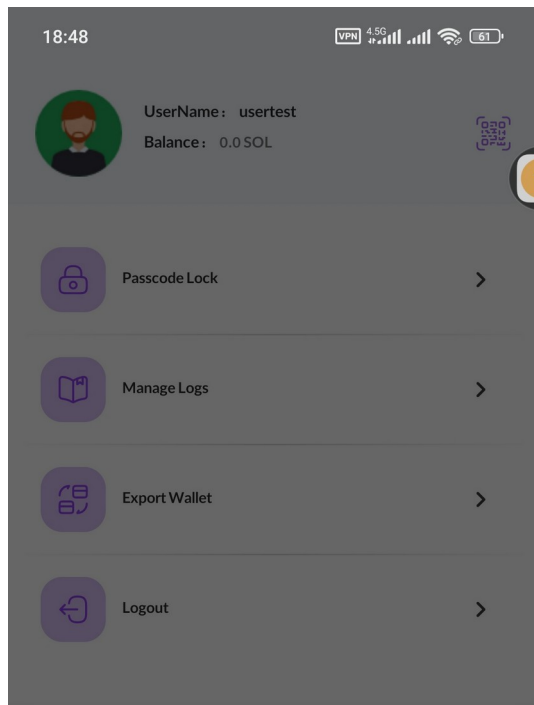 18:48
VPN 4.5G 61
UserName： usertest
Balance： 0.0 SOL
Passcode Lock
Manage Logs
Export Wallet
Logout